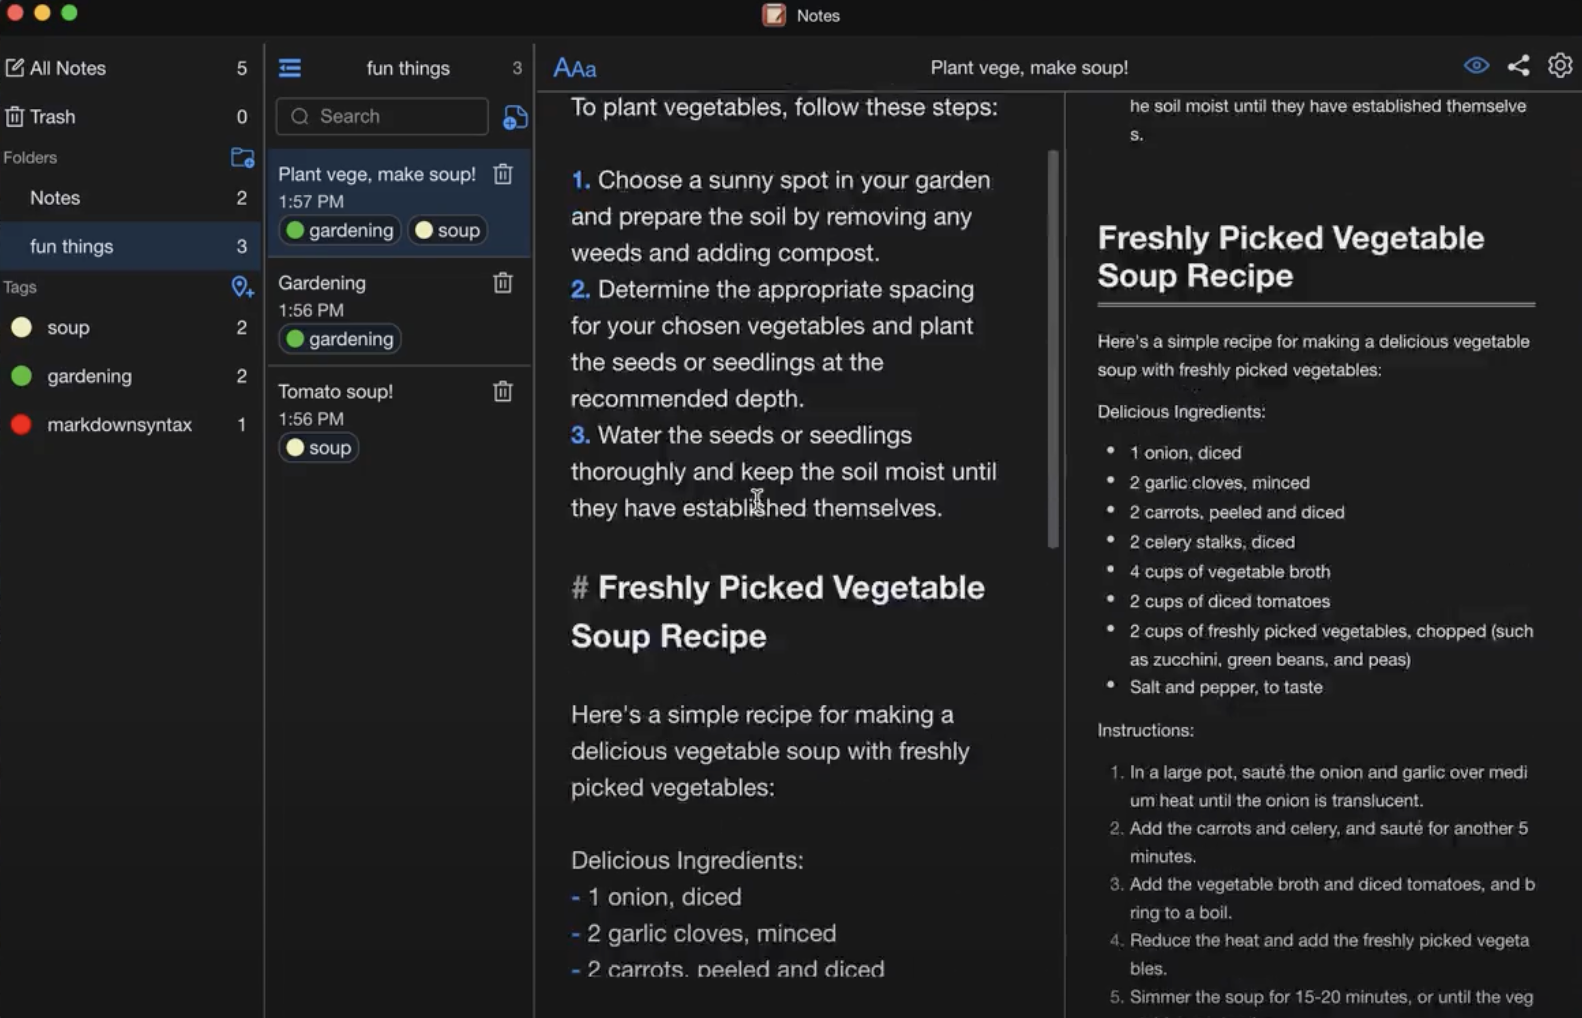 Notes
All Notes 5
Trash 0
Folders
Notes 2
fun things 3
Tags
soup 2
gardening 2
markdownsyntax 1
fun things 3
Search
Plant vege, make soup!
1:57 PM
gardening soup
Gardening
1:56 PM
gardening
Tomato soup!
1:56 PM
soup
AAa
Plant vege, make soup!
To plant vegetables, follow these steps:
1. Choose a sunny spot in your garden
and prepare the soil by removing any
weeds and adding compost.
2. Determine the appropriate spacing
for your chosen vegetables and plant
the seeds or seedlings at the
recommended depth.
3. Water the seeds or seedlings
thoroughly and keep the soil moist until
they have established themselves.
# Freshly Picked Vegetable
Soup Recipe
Here's a simple recipe for making a
delicious vegetable soup with freshly
picked vegetables:
Delicious Ingredients:
- 1 onion, diced
- 2 garlic cloves, minced
- 2 carrots, peeled and diced
he soil moist until they have established themselve
s.
Freshly Picked Vegetable
Soup Recipe
Here's a simple recipe for making a delicious vegetable
soup with freshly picked vegetables:
Delicious Ingredients:
• 1 onion, diced
• 2 garlic cloves, minced
• 2 carrots, peeled and diced
• 2 celery stalks, diced
• 4 cups of vegetable broth
• 2 cups of diced tomatoes
• 2 cups of freshly picked vegetables, chopped (such
as zucchini, green beans, and peas)
• Salt and pepper, to taste
Instructions:
1. In a large pot, sauté the onion and garlic over medi
um heat until the onion is translucent.
2. Add the carrots and celery, and sauté for another 5
minutes.
3. Add the vegetable broth and diced tomatoes, and b
ring to a boil.
4. Reduce the heat and add the freshly picked vegeta
bles.
5. Simmer the soup for 15-20 minutes, or until the veg